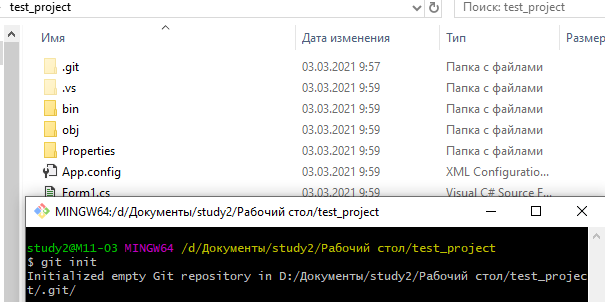 test_project
Поиск: test_project
Имя Дата изменения Тип Размер
.git 03.03.2021 9:57 Папка с файлами
.vs 03.03.2021 9:59 Папка с файлами
bin 03.03.2021 9:59 Папка с файлами
obj 03.03.2021 9:59 Папка с файлами
Properties 03.03.2021 9:59 Папка с файлами
App.config 03.03.2021 9:59 XML Configuratio...
Form1.cs 03.03.2021 9:59 Visual C# Source F...
MINGW64:/d/Документы/study2/Рабочий стол/test_project
study2@M11-O3 MINGW64 /d/Документы/study2/Рабочий стол/test_project
$ git init
Initialized empty Git repository in D:/Документы/study2/Рабочий стол/test_projec
t/.git/